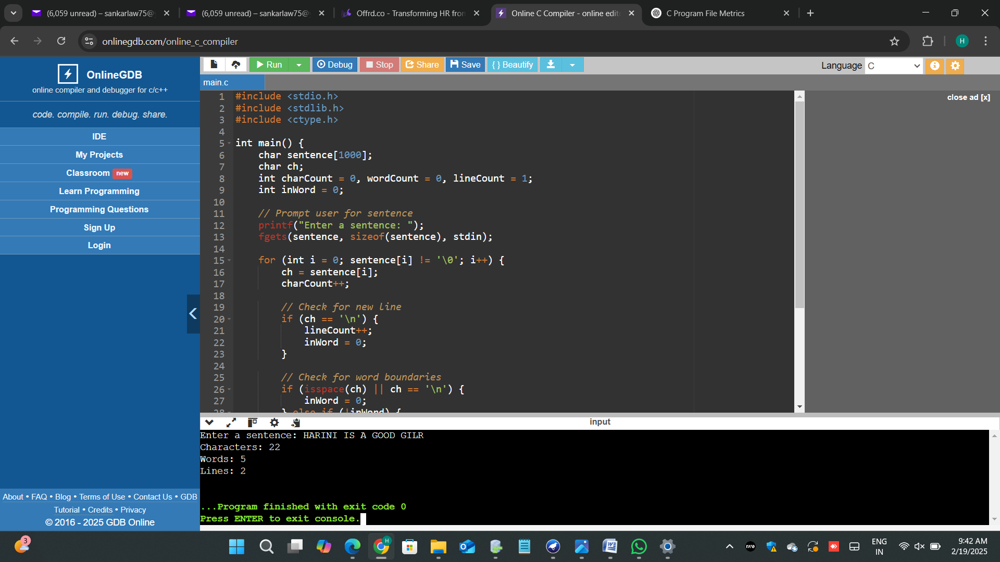 (6,059 unread) – sankarlaw75@
(6,059 unread) – sankarlaw75@
Offrd.co - Transforming HR fron
Online C Compiler - online edit
C Program File Metrics
onlinegdb.com/online_c_compiler
H
OnlineGDB
online compiler and debugger for c/c++
code. compile. run. debug. share.
IDE
My Projects
Classroom new
Learn Programming
Programming Questions
Sign Up
Login
About • FAQ • Blog • Terms of Use • Contact Us • GDB
Tutorial • Credits • Privacy
© 2016 - 2025 GDB Online
Run
Debug
Stop
Share
Save
{ } Beautify
Language C
main.c
close ad [x]
1 #include <stdio.h>
2 #include <stdlib.h>
3 #include <ctype.h>
4
5 int main() {
6 char sentence[1000];
7 char ch;
8 int charCount = 0, wordCount = 0, lineCount = 1;
9 int inWord = 0;
10
11 // Prompt user for sentence
12 printf("Enter a sentence: ");
13 fgets(sentence, sizeof(sentence), stdin);
14
15 for (int i = 0; sentence[i] != '\0'; i++) {
16 ch = sentence[i];
17 charCount++;
18
19 // Check for new line
20 if (ch == '\n') {
21 lineCount++;
22 inWord = 0;
23 }
24
25 // Check for word boundaries
26 if (isspace(ch) || ch == '\n') {
27 inWord = 0;
28 } else if (!inWord) {
input
Enter a sentence: HARINI IS A GOOD GILR
Characters: 22
Words: 5
Lines: 2
...Program finished with exit code 0
Press ENTER to exit console.
3
H
ENG
IN
9:42 AM
2/19/2025